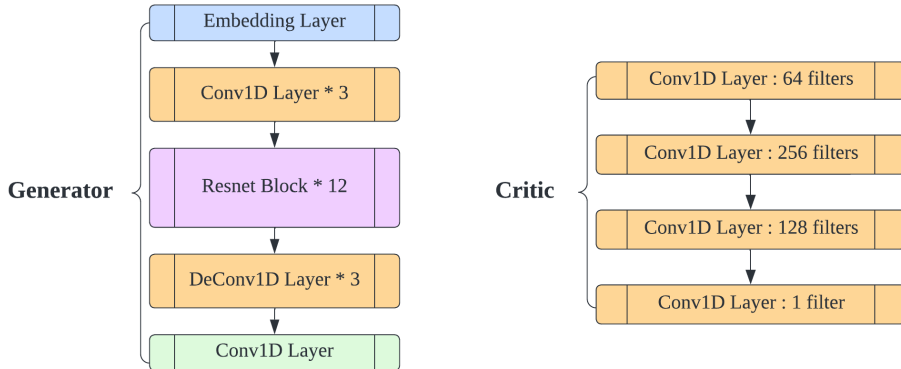 Generator
Embedding Layer
Conv1D Layer * 3
Resnet Block * 12
DeConv1D Layer * 3
Conv1D Layer
Critic
Conv1D Layer : 64 filters
Conv1D Layer : 256 filters
Conv1D Layer : 128 filters
Conv1D Layer : 1 filter